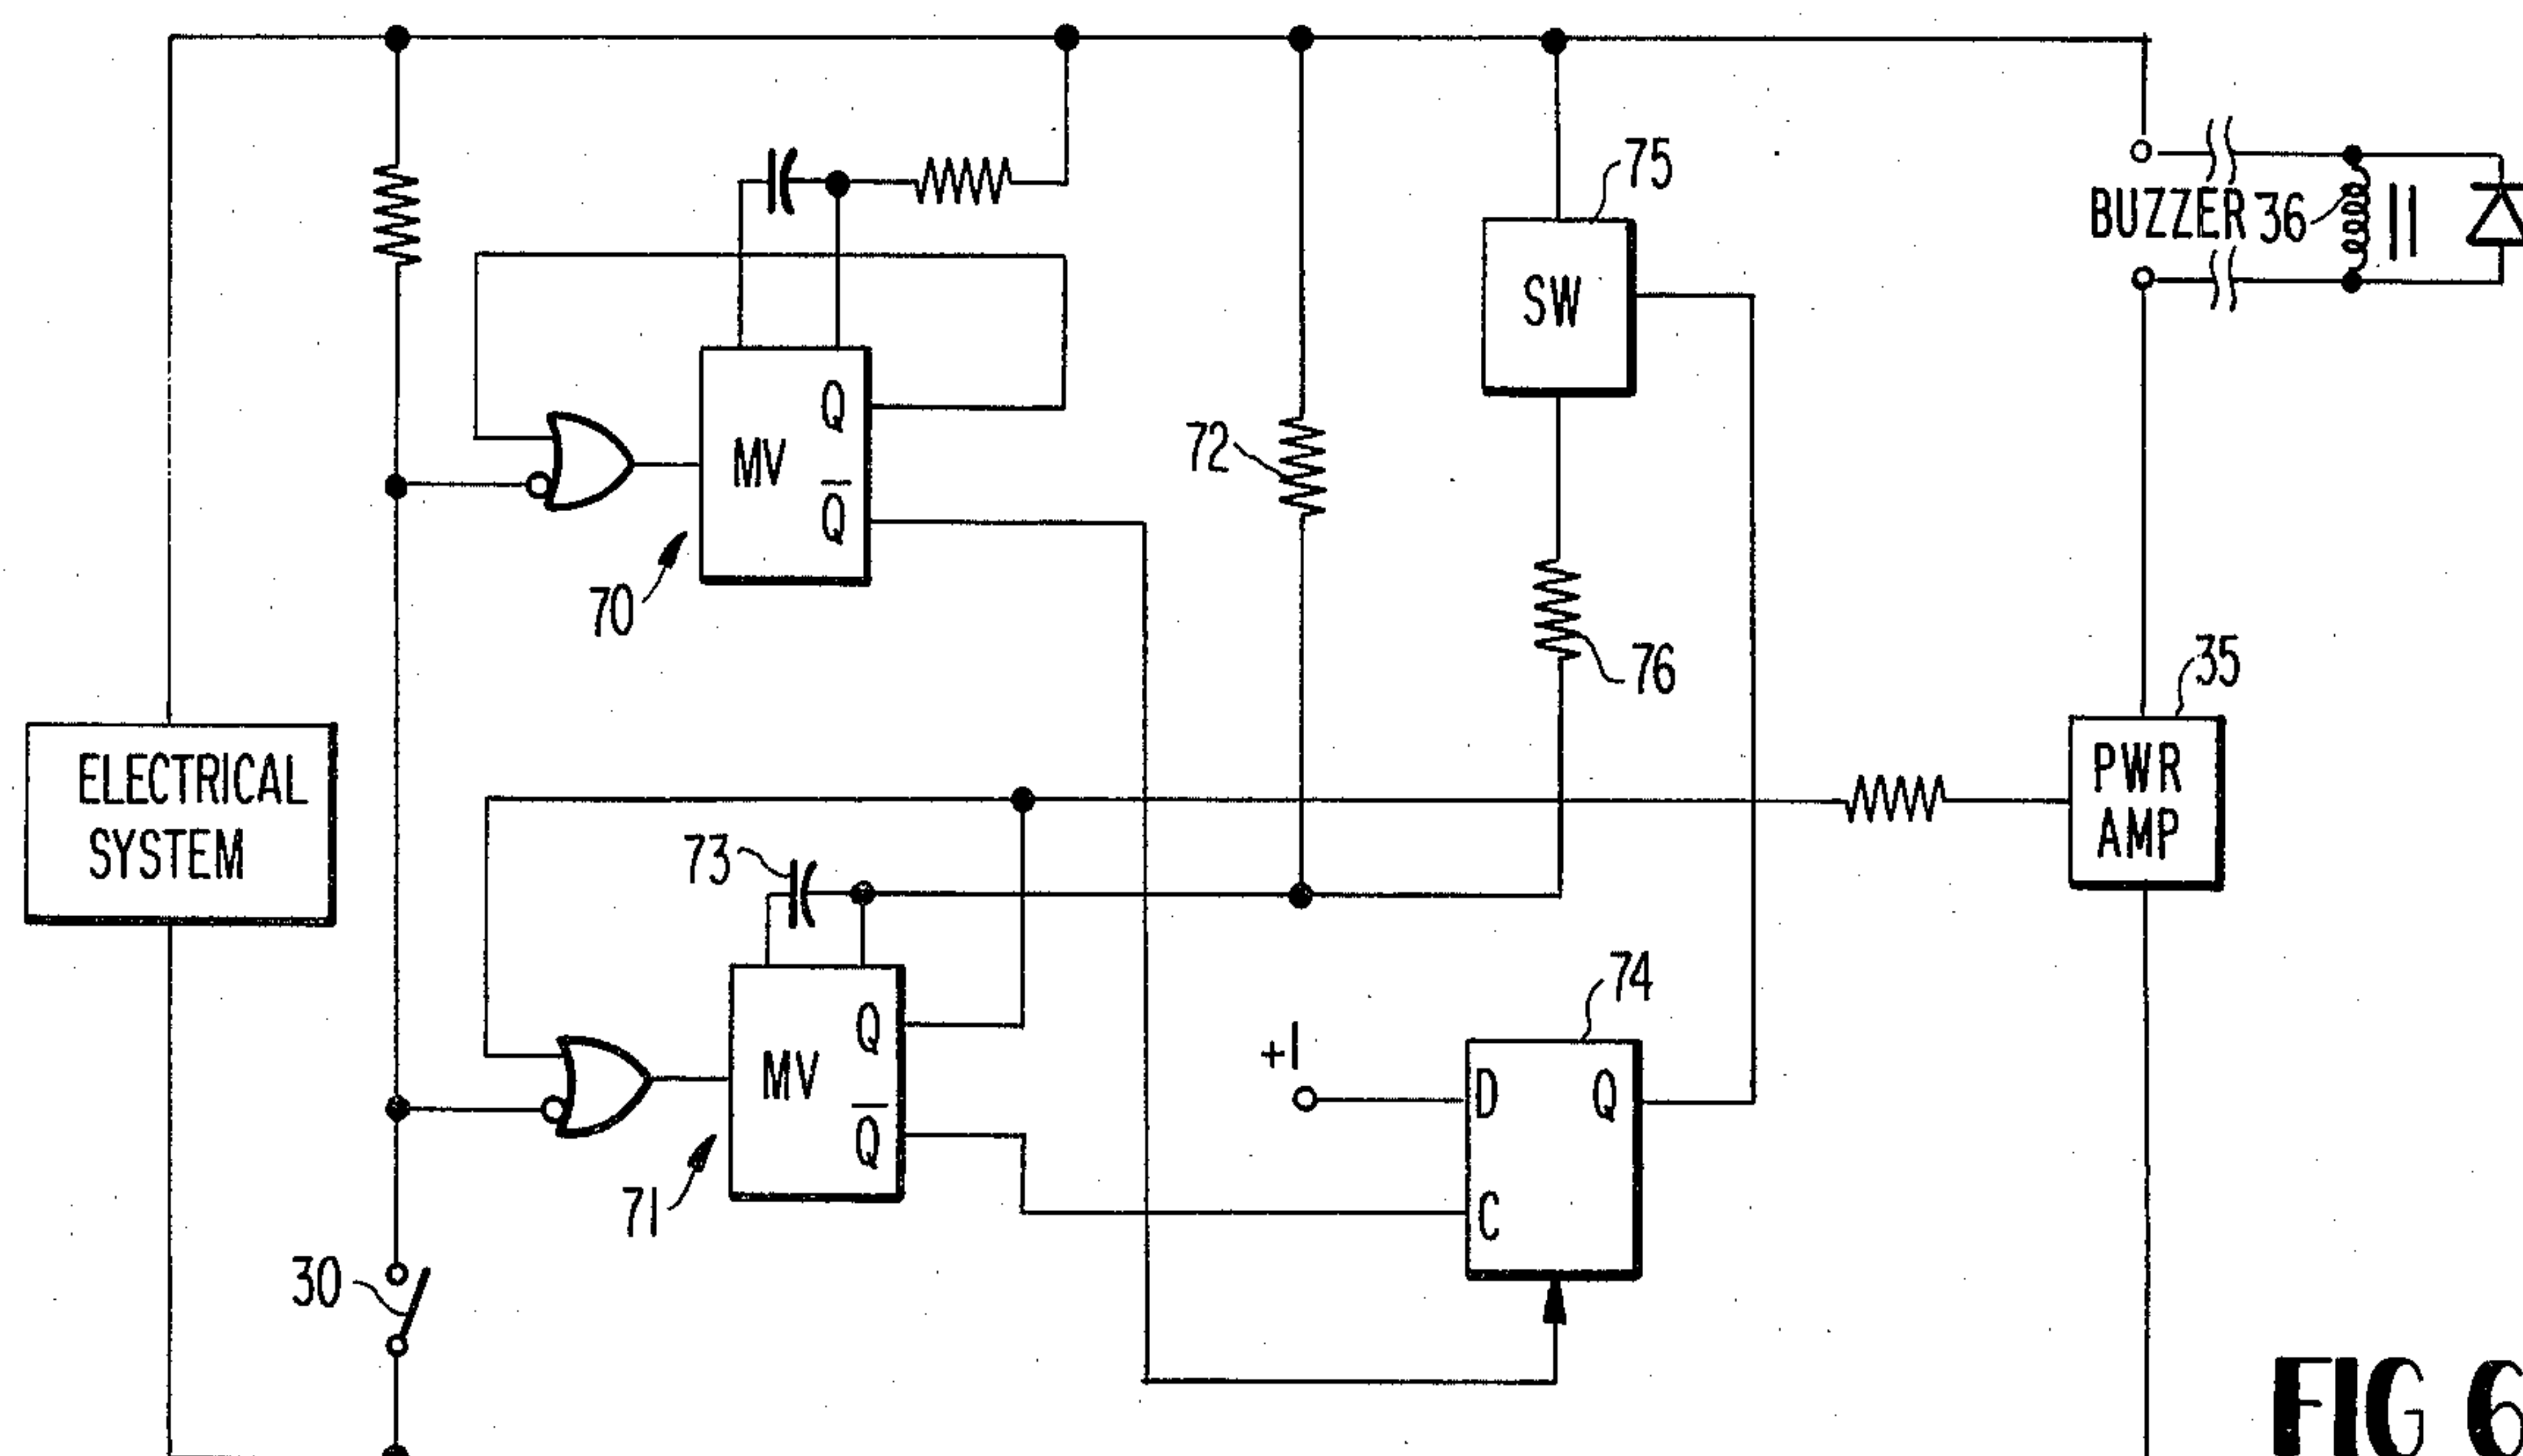 75
BUZZER 36
SW
Q
MV
Q̅
72
70
76
35
ELECTRICAL
SYSTEM
PWR
AMP
73
74
Q
MV
Q̅
+1
D
Q
C
71
30
FIG 6